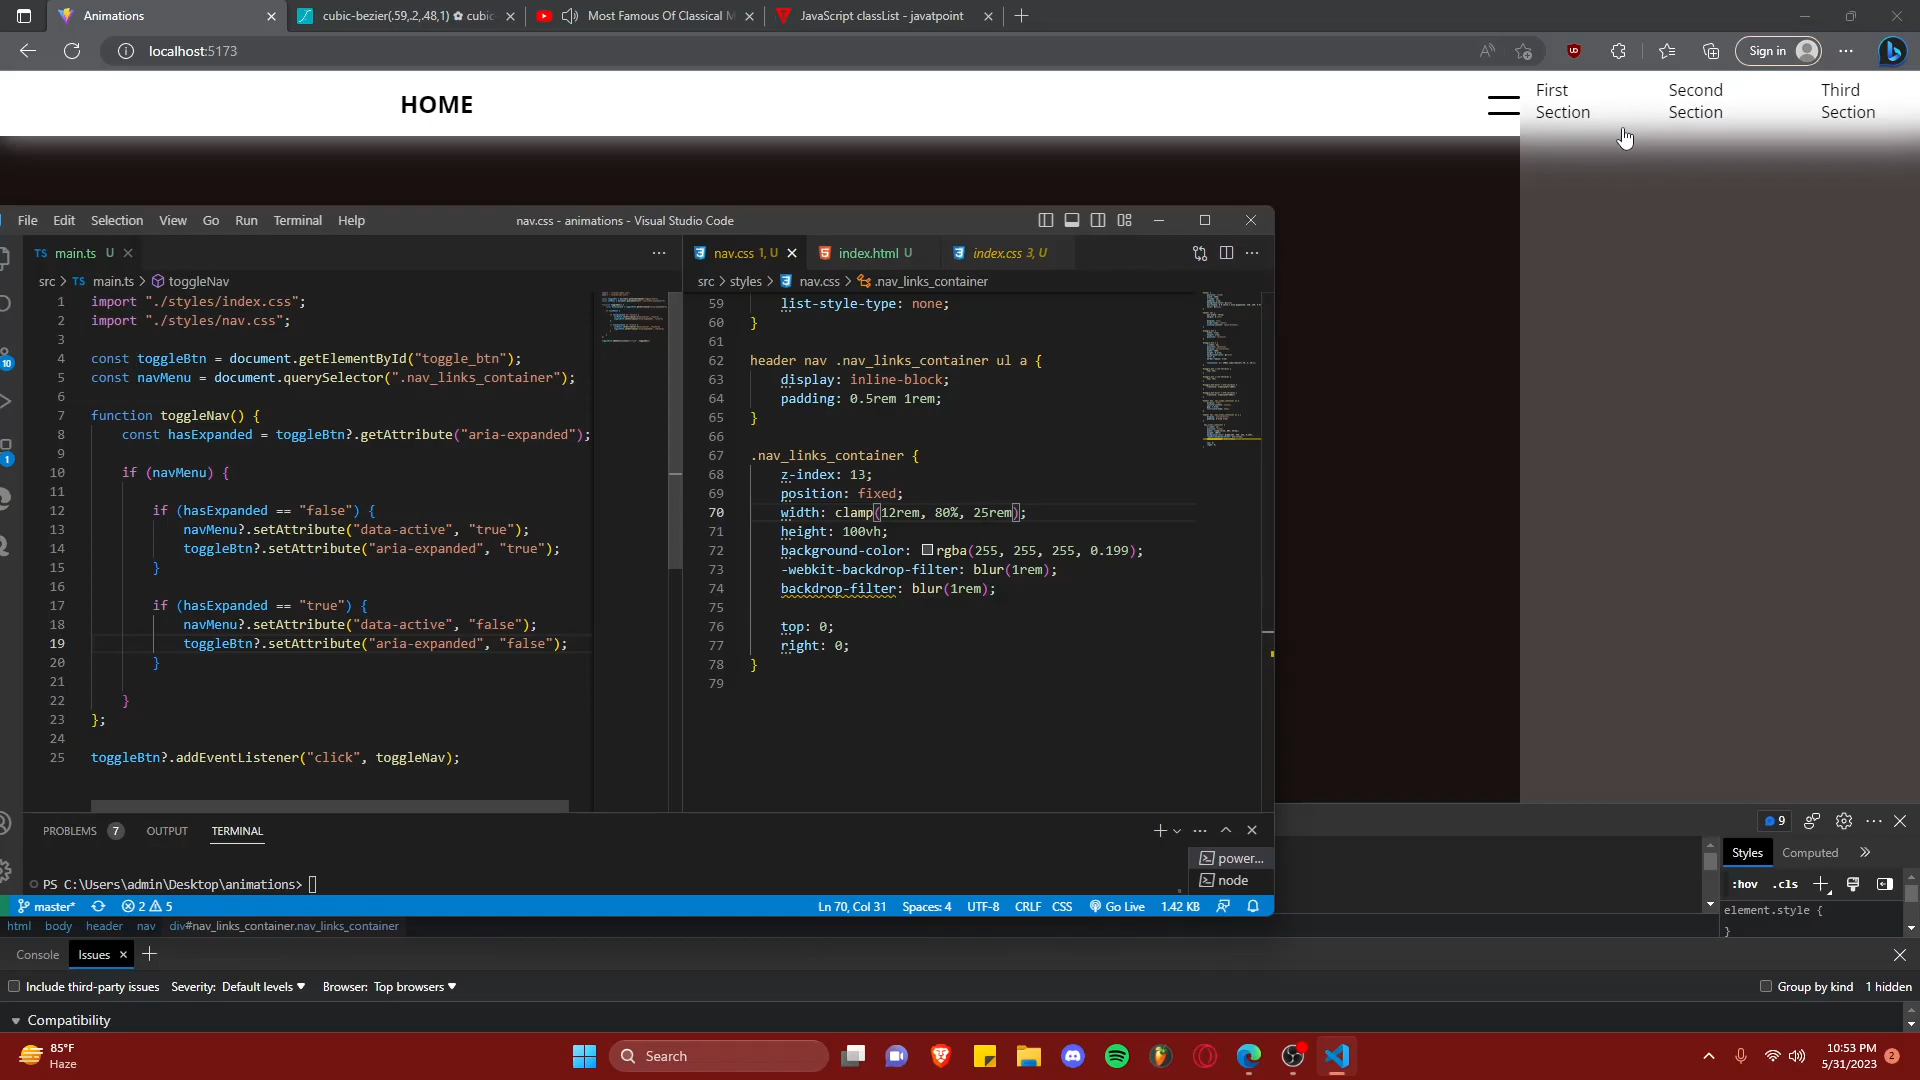 Animations
cubic-bezier(.59,.2,.48,1) ✿ cubic
Most Famous Of Classical M
JavaScript classList - javatpoint
localhost:5173
Sign in
HOME
First Section
Second Section
Third Section
File Edit Selection View Go Run Terminal Help
nav.css - animations - Visual Studio Code
TS main.ts U
src > TS main.ts > toggleNav
1 import "./styles/index.css";
2 import "./styles/nav.css";
3
4 const toggleBtn = document.getElementById("toggle_btn");
5 const navMenu = document.querySelector(".nav_links_container");
6
7 function toggleNav() {
8 const hasExpanded = toggleBtn?.getAttribute("aria-expanded");
9
10 if (navMenu) {
11
12 if (hasExpanded == "false") {
13 navMenu?.setAttribute("data-active", "true");
14 toggleBtn?.setAttribute("aria-expanded", "true");
15 }
16
17 if (hasExpanded == "true") {
18 navMenu?.setAttribute("data-active", "false");
19 toggleBtn?.setAttribute("aria-expanded", "false");
20 }
21
22 }
23 };
24
25 toggleBtn?.addEventListener("click", toggleNav);
nav.css 1, U
index.html U
index.css 3, U
src > styles > nav.css > .nav_links_container
59 list-style-type: none;
60 }
61
62 header nav .nav_links_container ul a {
63 display: inline-block;
64 padding: 0.5rem 1rem;
65 }
66
67 .nav_links_container {
68 z-index: 13;
69 position: fixed;
70 width: clamp(12rem, 80%, 25rem);
71 height: 100vh;
72 background-color: rgba(255, 255, 255, 0.199);
73 -webkit-backdrop-filter: blur(1rem);
74 backdrop-filter: blur(1rem);
75
76 top: 0;
77 right: 0;
78 }
79
10
1
PROBLEMS 7 OUTPUT TERMINAL
power...
node
PS C:\Users\admin\Desktop\animations>
master* 2 5
Ln 70, Col 31 Spaces: 4 UTF-8 CRLF CSS Go Live 1.42 KB
9
Styles Computed
:hov .cls
element.style {
}
html body header nav div#nav_links_container.nav_links_container
Console Issues
Include third-party issues Severity: Default levels Browser: Top browsers
Group by kind 1 hidden
Compatibility
85°F
Haze
Search
10:53 PM
5/31/2023
2